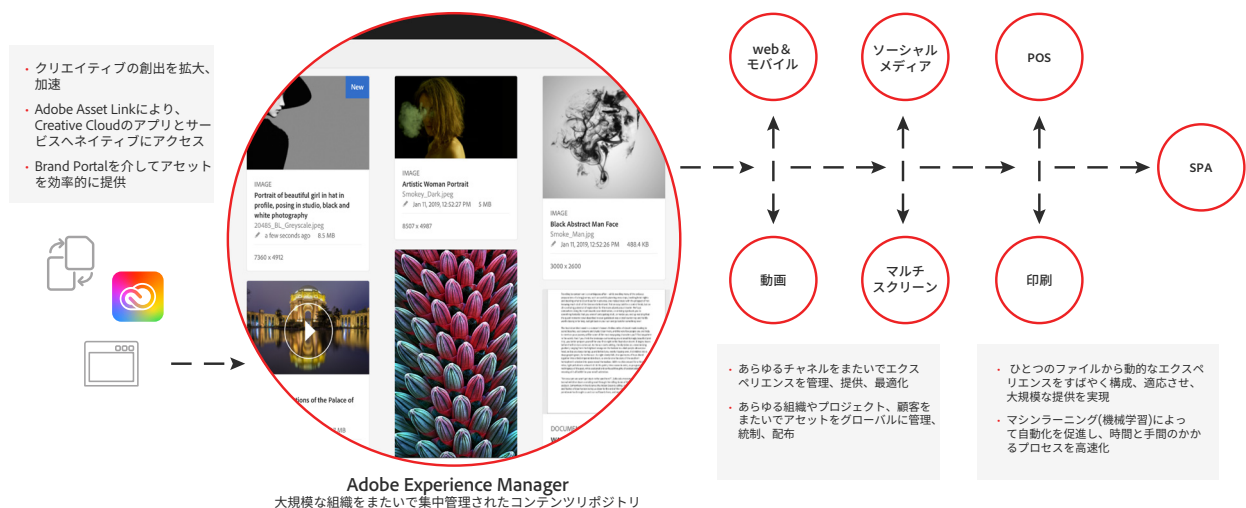 ・クリエイティブの創出を拡大、
加速
・Adobe Asset Linkにより、
Creative Cloudのアプリとサー
ビスへネイティブにアクセス
・Brand Portalを介してアセット
を効率的に提供
New
IMAGE
Portrait of beautiful girl in hat in
profile, posing in studio, black and
white photography
20485_BL_Greyscale.jpeg
a few seconds ago 8.5 MB
7360 x 4912
IMAGE
Artistic Woman Portrait
Smokey_Dark.jpeg
Jan 11, 2019, 12:52:27 PM 5 MB
8507 x 4987
IMAGE
Black Abstract Man Face
Smoke_Man.jpg
Jan 11, 2019, 12:52:26 PM 488.4 KB
3000 x 2600
tions of the Palace of
MB
DOCUM
Adobe Experience Manager
大規模な組織をまたいで集中管理されたコンテンツリポジトリ
web＆
モバイル
ソーシャル
メディア
POS
SPA
動画
マルチ
スクリーン
印刷
・あらゆるチャネルをまたいでエクス
ペリエンスを管理、提供、最適化
・あらゆる組織やプロジェクト、顧客を
またいでアセットをグローバルに管理、
統制、配布
・ひとつのファイルから動的なエクスペ
リエンスをすばやく構成、適応させ、
大規模な提供を実現
・マシンラーニング(機械学習)によっ
て自動化を促進し、時間と手間のかか
るプロセスを高速化